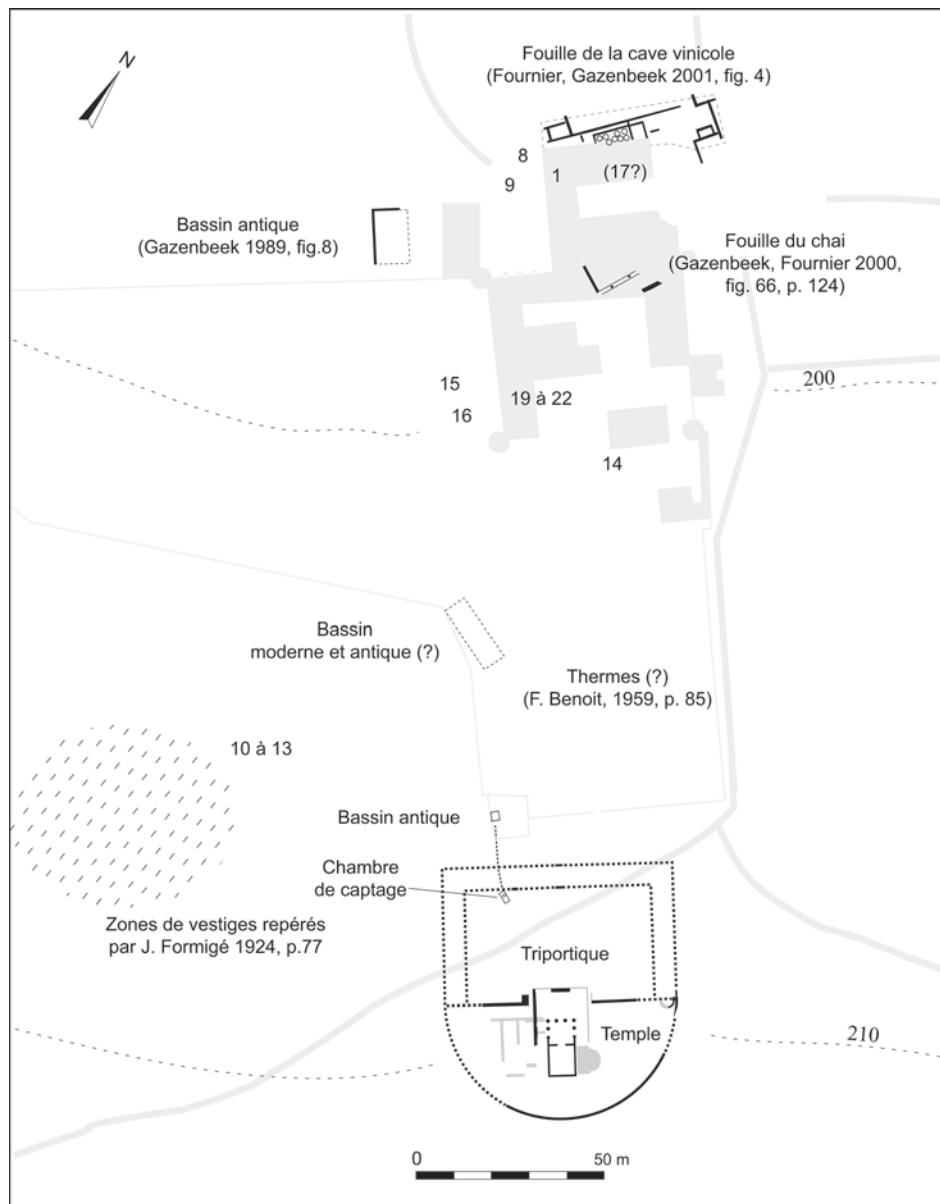 N
Fouille de la cave vinicole
(Fournier, Gazenbeek 2001, fig. 4)
8
9
1
(17?)
Bassin antique
(Gazenbeek 1989, fig.8)
Fouille du chai
(Gazenbeek, Fournier 2000,
fig. 66, p. 124)
200
15
16
19 à 22
14
Bassin
moderne et antique (?)
Thermes (?)
(F. Benoit, 1959, p. 85)
10 à 13
Bassin antique
Chambre
de captage
Zones de vestiges repérés
par J. Formigé 1924, p.77
Triportique
Temple
210
0
50 m